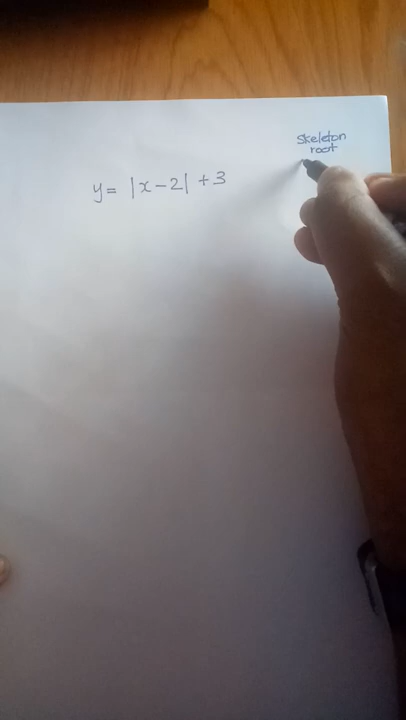 Skeleton
root
y = |x - 2| + 3